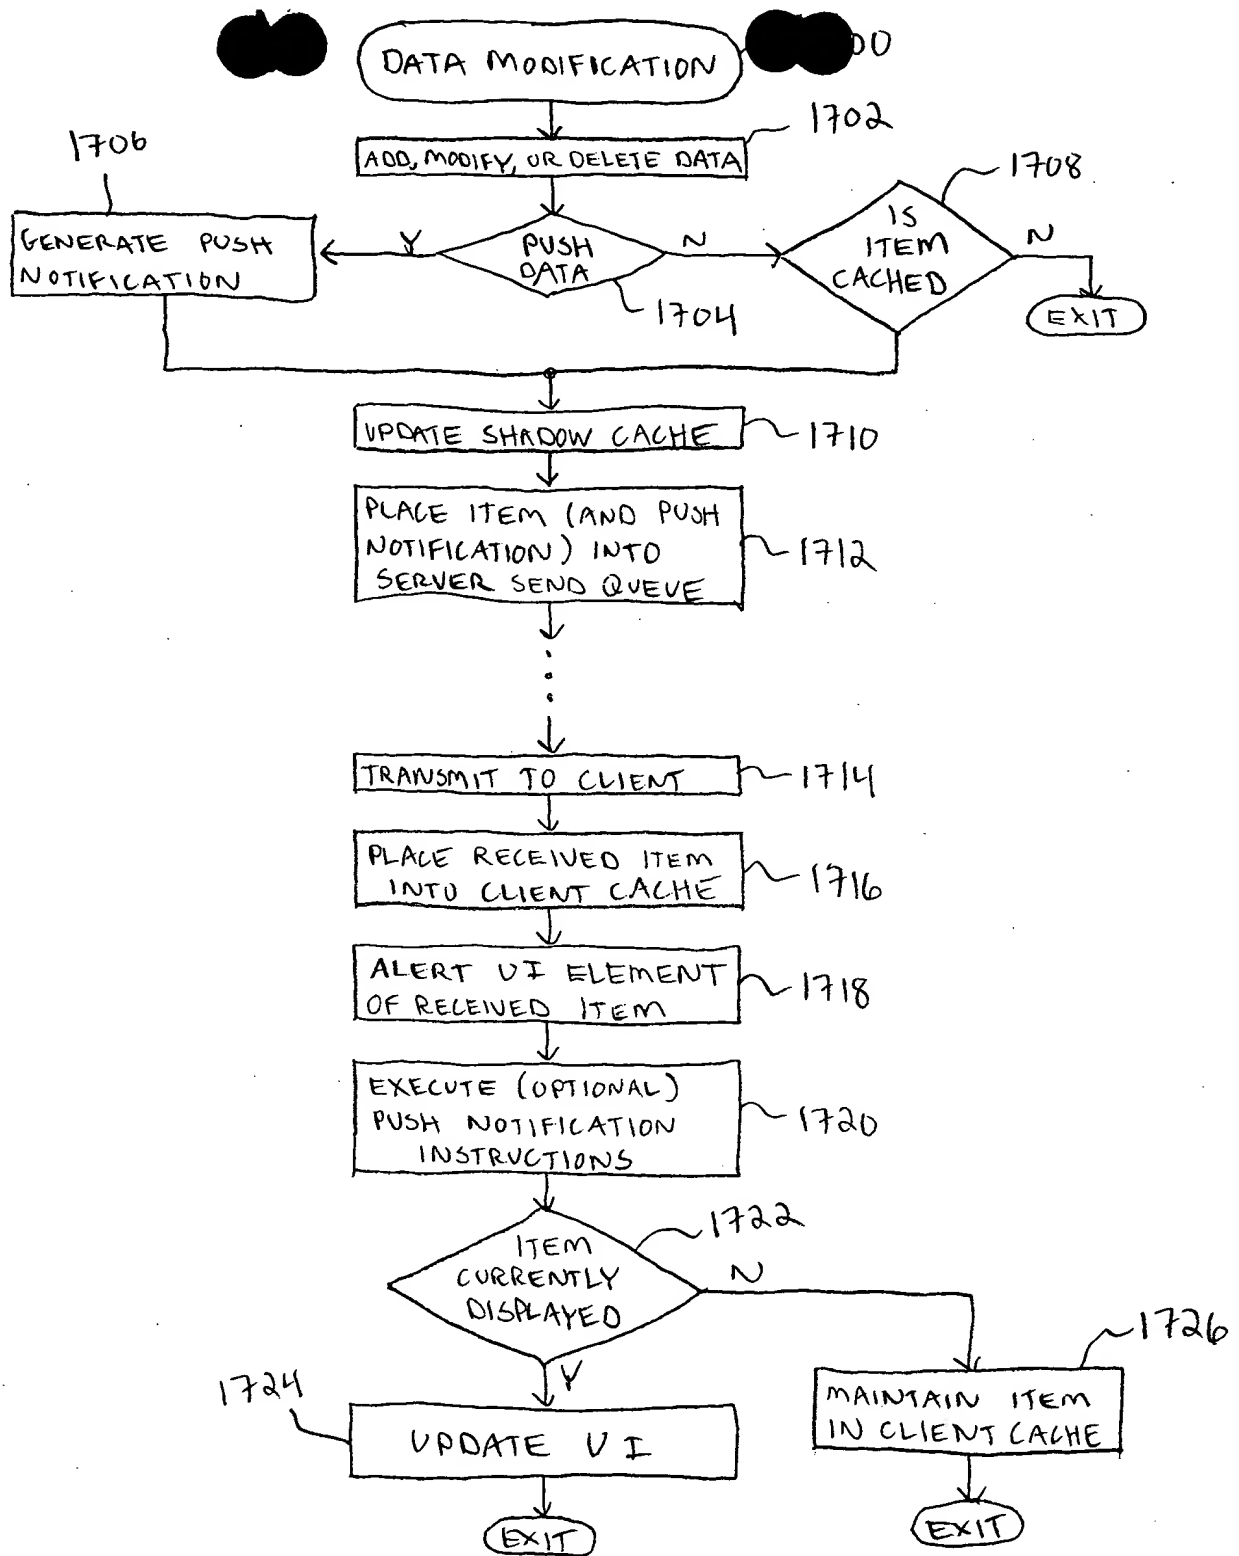 DATA MODIFICATION
00
1702
ADD, MODIFY, OR DELETE DATA
1706
1708
GENERATE PUSH
NOTIFICATION
Y
PUSH
DATA
N
1704
IS
ITEM
CACHED
N
EXIT
UPDATE SHADOW CACHE
1710
PLACE ITEM (AND PUSH
NOTIFICATION) INTO
SERVER SEND QUEUE
1712
TRANSMIT TO CLIENT
1714
PLACE RECEIVED ITEM
INTO CLIENT CACHE
1716
ALERT UI ELEMENT
OF RECEIVED ITEM
1718
EXECUTE (OPTIONAL)
PUSH NOTIFICATION
INSTRUCTIONS
1720
ITEM
CURRENTLY
DISPLAYED
1722
N
Y
1724
UPDATE UI
EXIT
1726
MAINTAIN ITEM
IN CLIENT CACHE
EXIT